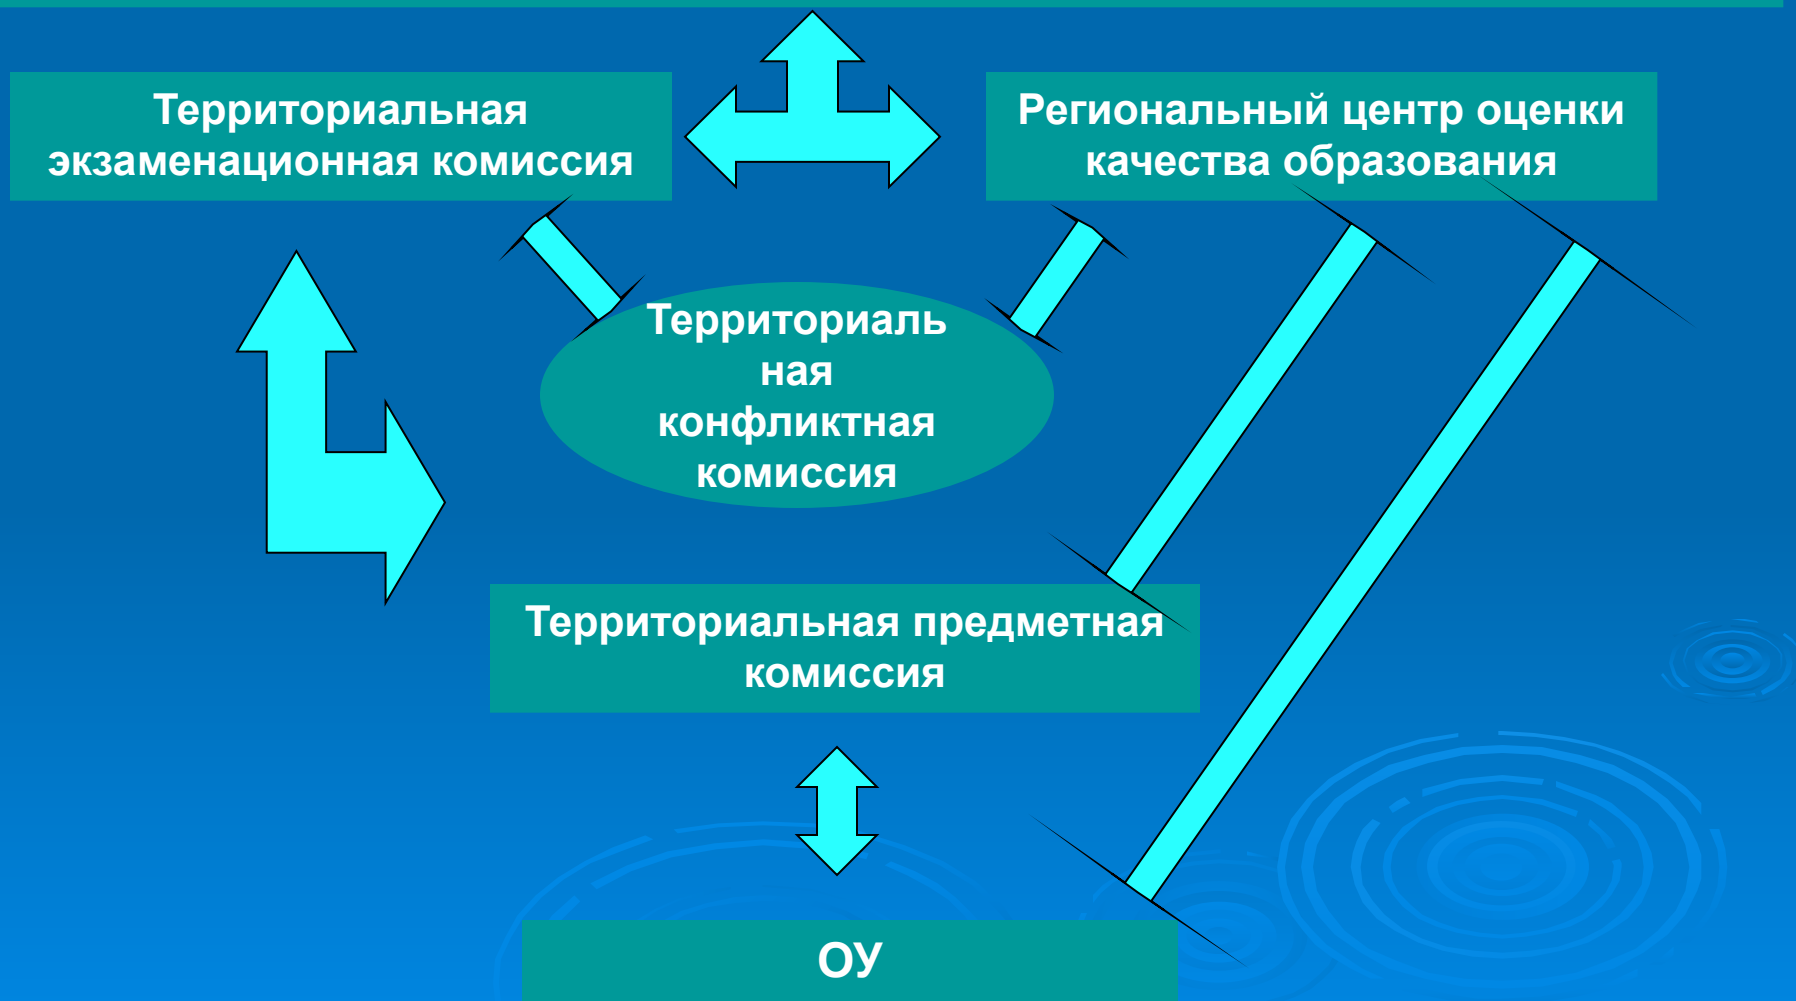 Территориальная
экзаменационная комиссия
Региональный центр оценки
качества образования
Территориаль
ная
конфликтная
комиссия
Территориальная предметная
комиссия
ОУ